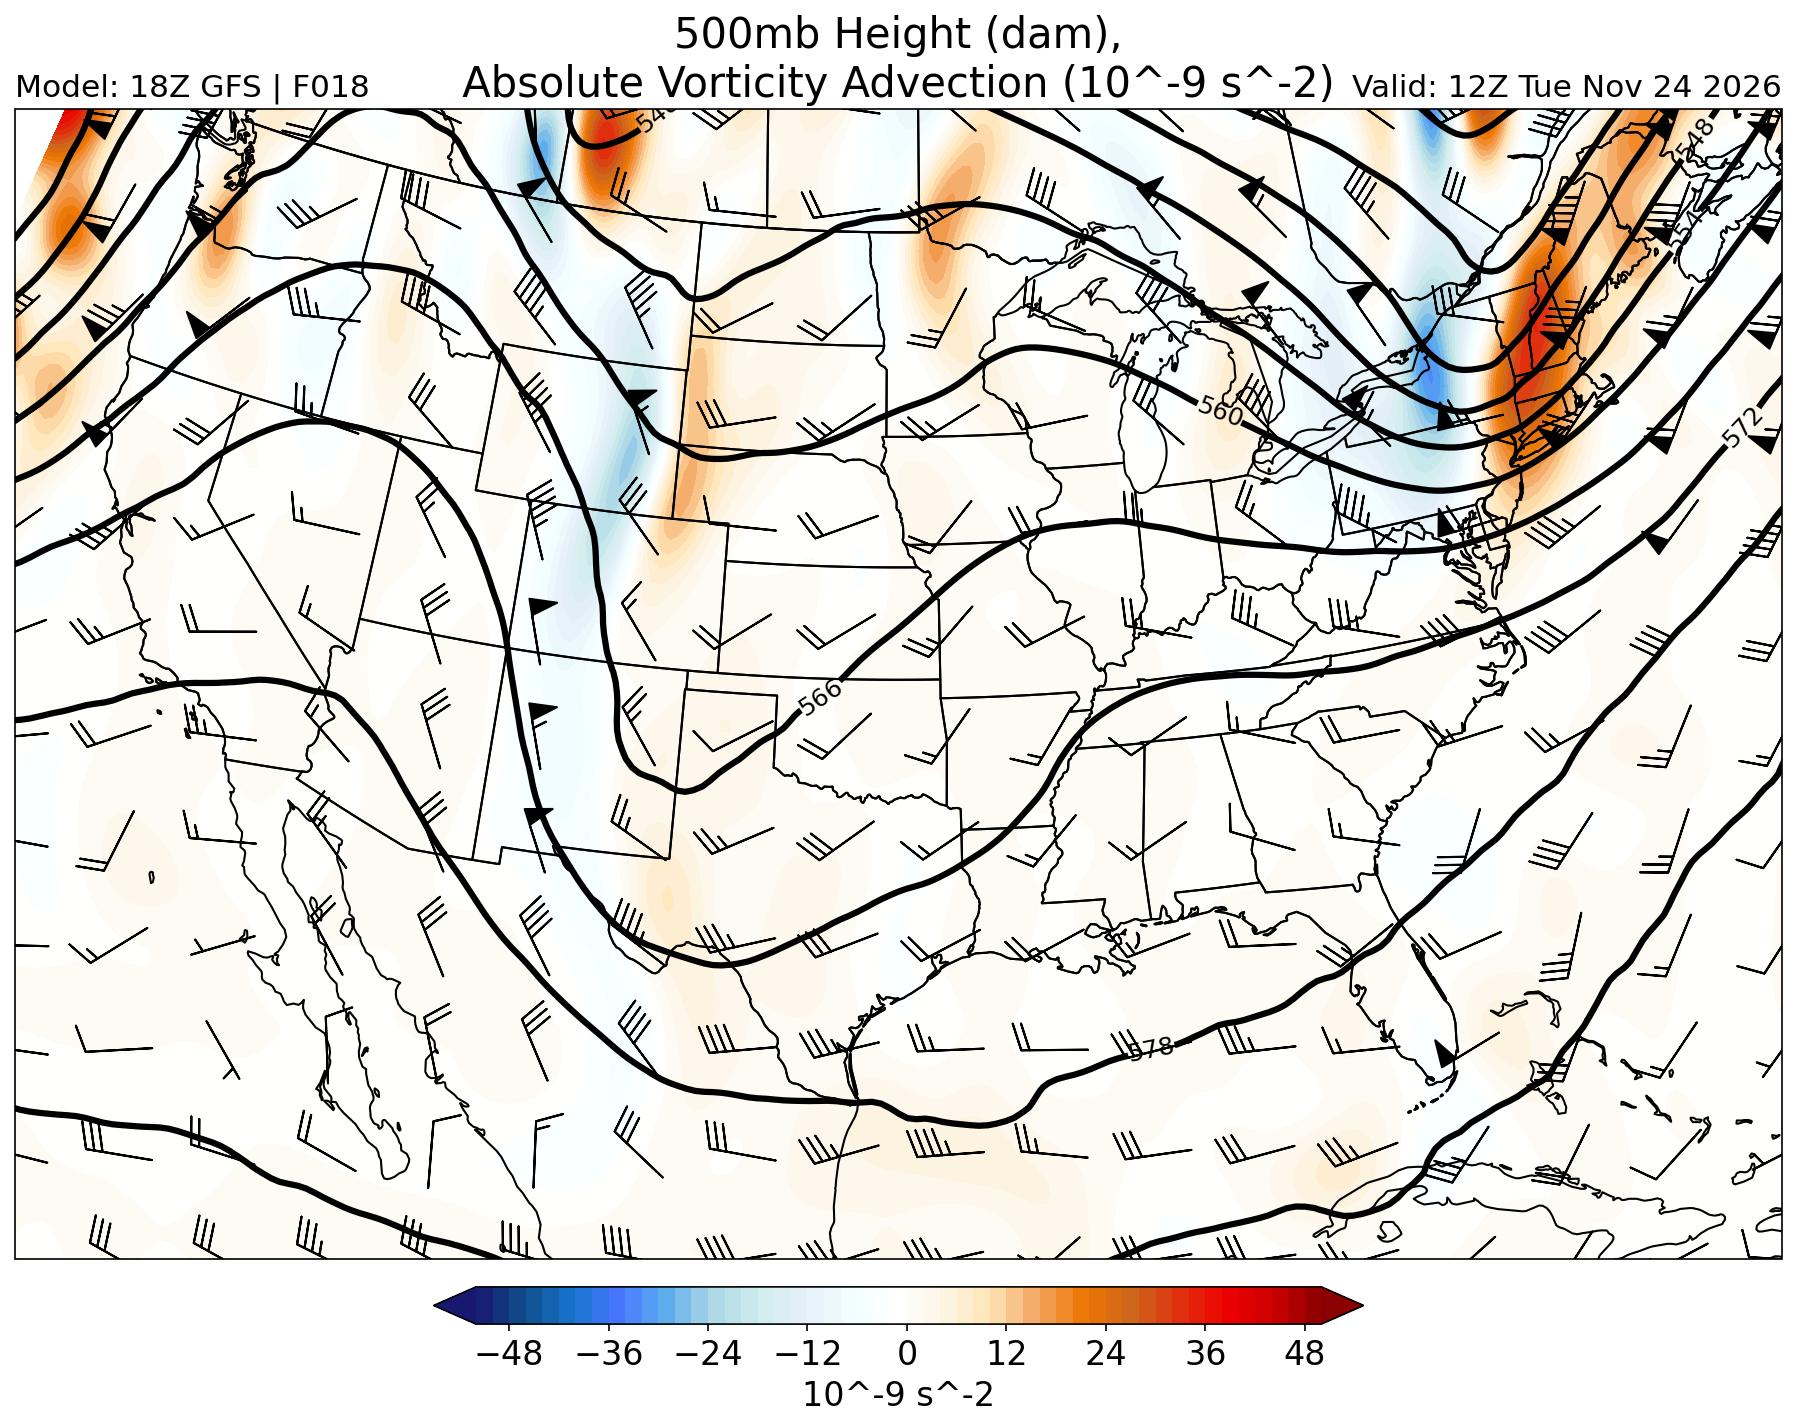 500mb Height (dam),
Model: 18Z GFS | F018
Absolute Vorticity Advection (10^-9 s^-2)
Valid: 12Z Tue Nov 24 2026
548
560
572
566
578
−48 −36 −24 −12 0 12 24 36 48
10^-9 s^-2